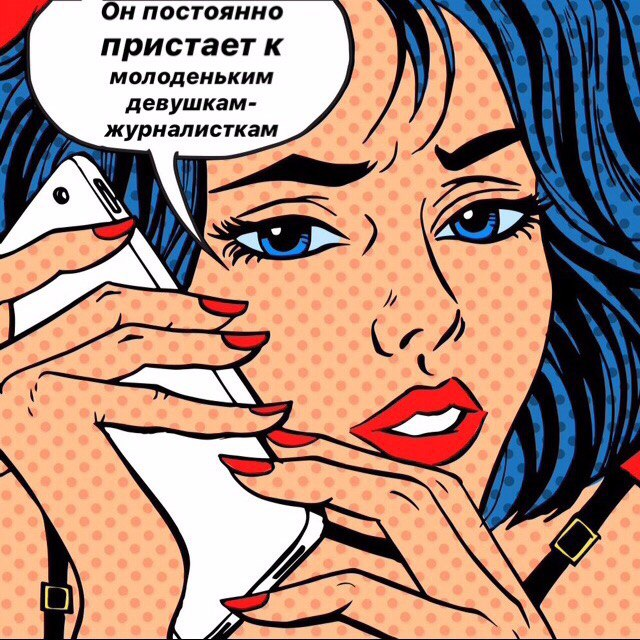 Он постоянно
пристает к
молоденьким
девушкам-
журналисткам